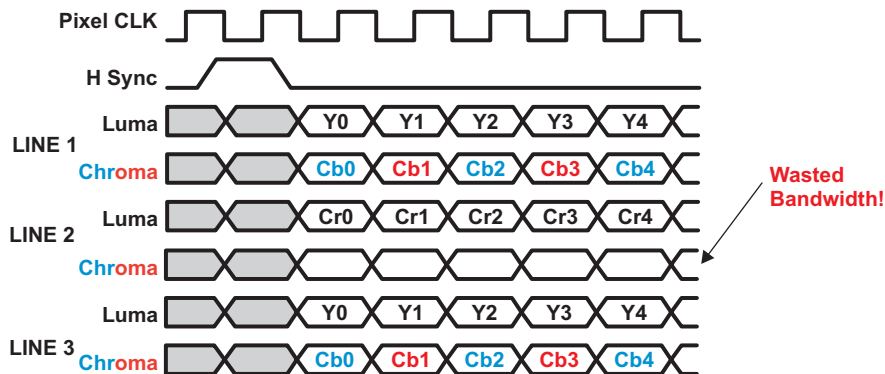 Pixel CLK
H Sync
LINE 1
Luma Y0 Y1 Y2 Y3 Y4
Chroma Cb0 Cb1 Cb2 Cb3 Cb4
Wasted
Bandwidth!
LINE 2
Luma Cr0 Cr1 Cr2 Cr3 Cr4
Chroma
LINE 3
Luma Y0 Y1 Y2 Y3 Y4
Chroma Cb0 Cb1 Cb2 Cb3 Cb4